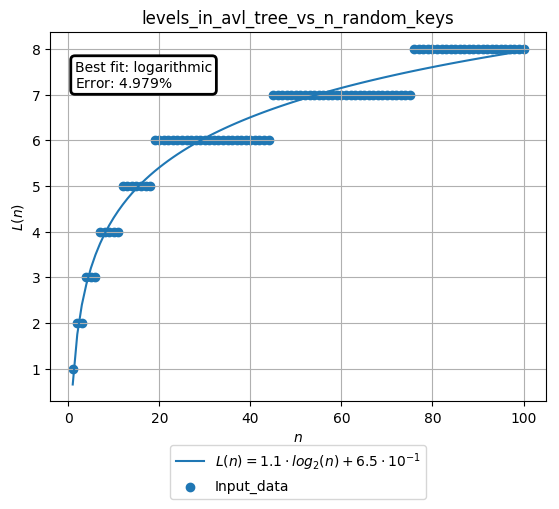 levels_in_avl_tree_vs_n_random_keys
Best fit: logarithmic
Error: 4.979%
8
7
6
5
4
3
2
1
L(n)
0
20
40
60
80
100
n
L(n) = 1.1 · log₂(n) + 6.5 · 10⁻¹
Input_data